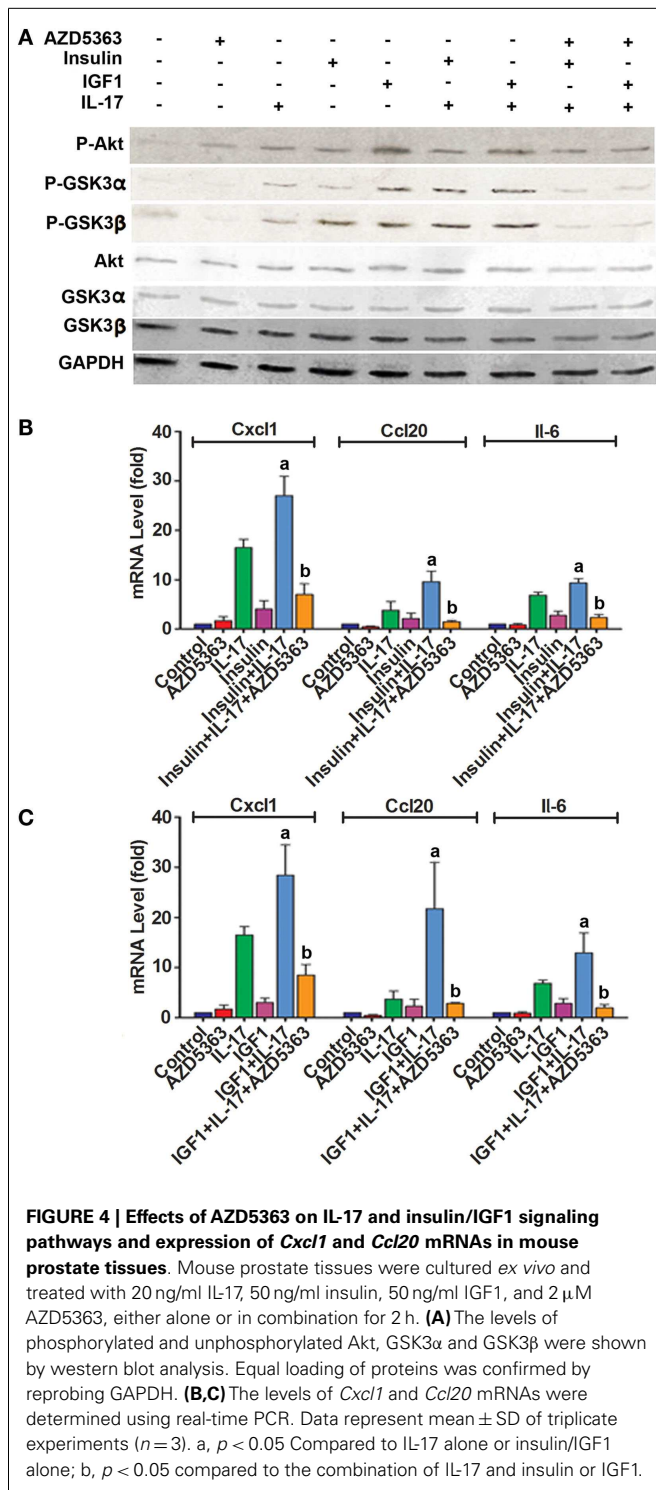 A AZD5363 - + - - - - - + +
Insulin - - - + - + - + -
IGF1 - - - - + - + - +
IL-17 - - + - - + + + +
P-Akt
P-GSK3α
P-GSK3β
Akt
GSK3α
GSK3β
GAPDH
B
Cxcl1 Ccl20 Il-6
mRNA Level (fold)
40
30
20
10
0
a b a b a b
Control AZD5363 IL-17 Insulin Insulin+IL-17 Insulin+IL-17+AZD5363 Control AZD5363 IL-17 Insulin Insulin+IL-17 Insulin+IL-17+AZD5363 Control AZD5363 IL-17 Insulin Insulin+IL-17 Insulin+IL-17+AZD5363
C
Cxcl1 Ccl20 Il-6
mRNA Level (fold)
40
30
20
10
0
a b a b a b
Control AZD5363 IL-17 IGF1 IGF1+IL-17 IGF1+IL-17+AZD5363 Control AZD5363 IL-17 IGF1 IGF1+IL-17 IGF1+IL-17+AZD5363 Control AZD5363 IL-17 IGF1 IGF1+IL-17 IGF1+IL-17+AZD5363
FIGURE 4 | Effects of AZD5363 on IL-17 and insulin/IGF1 signaling
pathways and expression of Cxcl1 and Ccl20 mRNAs in mouse
prostate tissues. Mouse prostate tissues were cultured ex vivo and
treated with 20 ng/ml IL-17, 50 ng/ml insulin, 50 ng/ml IGF1, and 2 μM
AZD5363, either alone or in combination for 2 h. (A) The levels of
phosphorylated and unphosphorylated Akt, GSK3α and GSK3β were shown
by western blot analysis. Equal loading of proteins was confirmed by
reprobing GAPDH. (B,C) The levels of Cxcl1 and Ccl20 mRNAs were
determined using real-time PCR. Data represent mean ± SD of triplicate
experiments (n = 3). a, p < 0.05 Compared to IL-17 alone or insulin/IGF1
alone; b, p < 0.05 compared to the combination of IL-17 and insulin or IGF1.